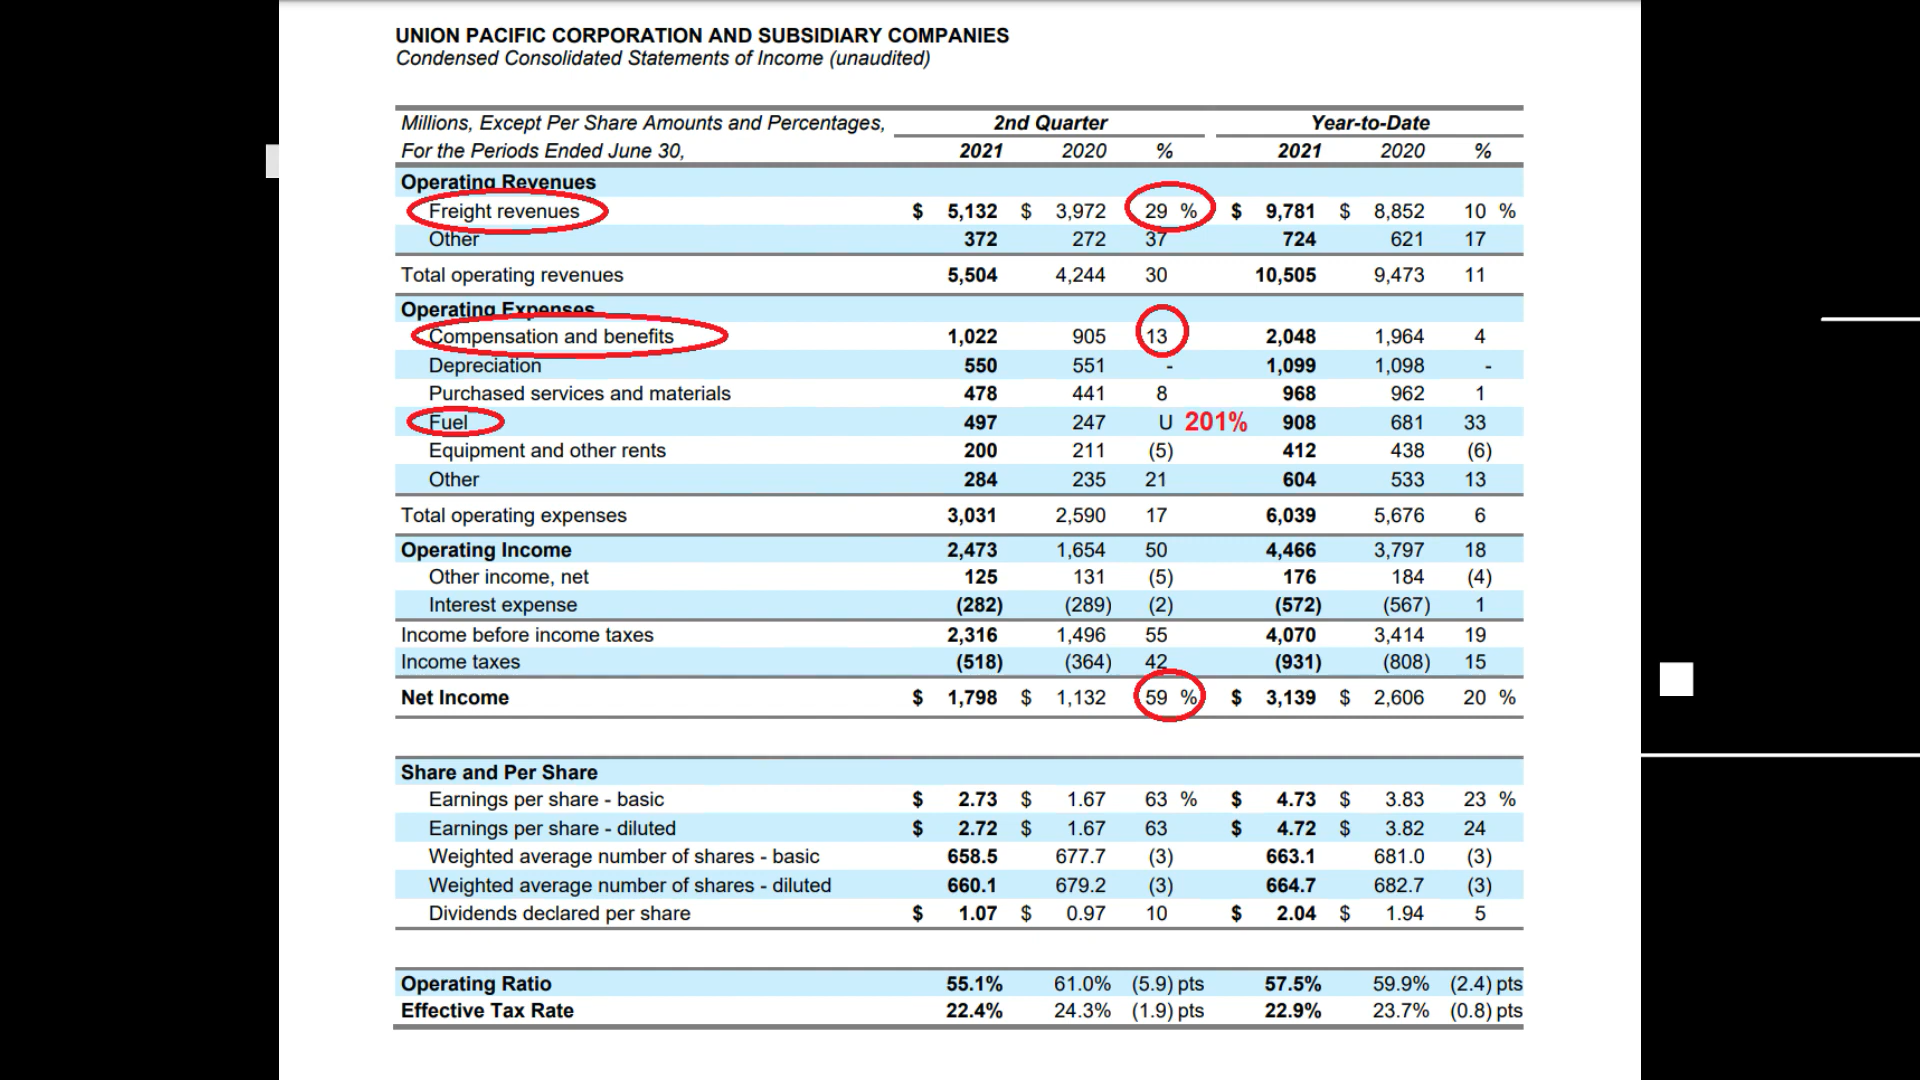 UNION PACIFIC CORPORATION AND SUBSIDIARY COMPANIES
Condensed Consolidated Statements of Income (unaudited)
Millions, Except Per Share Amounts and Percentages, 2nd Quarter Year-to-Date
For the Periods Ended June 30, 2021 2020 % 2021 2020 %
Operating Revenues
Freight revenues $ 5,132 $ 3,972 29 % $ 9,781 $ 8,852 10 %
Other 372 272 37 724 621 17
Total operating revenues 5,504 4,244 30 10,505 9,473 11
Operating Expenses
Compensation and benefits 1,022 905 13 2,048 1,964 4
Depreciation 550 551 - 1,099 1,098 -
Purchased services and materials 478 441 8 968 962 1
Fuel 497 247 U 201% 908 681 33
Equipment and other rents 200 211 (5) 412 438 (6)
Other 284 235 21 604 533 13
Total operating expenses 3,031 2,590 17 6,039 5,676 6
Operating Income 2,473 1,654 50 4,466 3,797 18
Other income, net 125 131 (5) 176 184 (4)
Interest expense (282) (289) (2) (572) (567) 1
Income before income taxes 2,316 1,496 55 4,070 3,414 19
Income taxes (518) (364) 42 (931) (808) 15
Net Income $ 1,798 $ 1,132 59 % $ 3,139 $ 2,606 20 %
Share and Per Share
Earnings per share - basic $ 2.73 $ 1.67 63 % $ 4.73 $ 3.83 23 %
Earnings per share - diluted $ 2.72 $ 1.67 63 $ 4.72 $ 3.82 24
Weighted average number of shares - basic 658.5 677.7 (3) 663.1 681.0 (3)
Weighted average number of shares - diluted 660.1 679.2 (3) 664.7 682.7 (3)
Dividends declared per share $ 1.07 $ 0.97 10 $ 2.04 $ 1.94 5
Operating Ratio 55.1% 61.0% (5.9) pts 57.5% 59.9% (2.4) pts
Effective Tax Rate 22.4% 24.3% (1.9) pts 22.9% 23.7% (0.8) pts